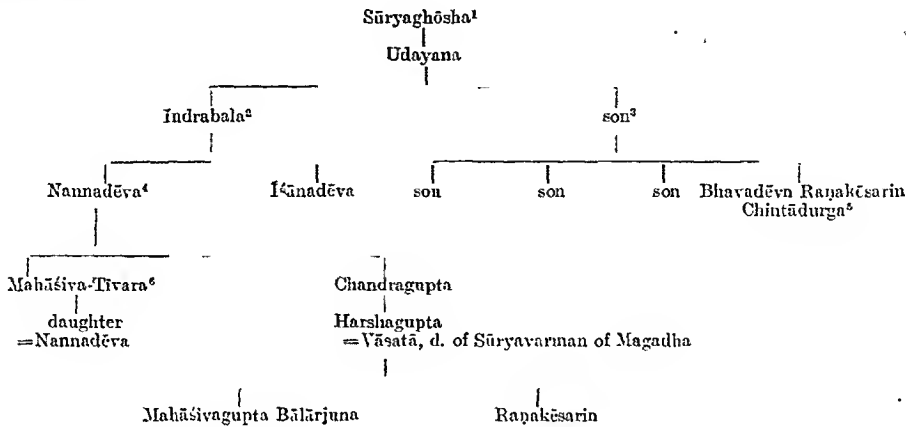 Sūryaghōsha¹
Udayana
Indrabala² son³
Nannadēva⁴ Īśānadēva son son son Bhavadēva Raṇakēsarin
Chintādurga⁵
Mahāśiva-Tīvara⁶ Chandragupta
daughter Harshagupta
=Nannadēva =Vāsatā, d. of Sūryavarman of Magadha
Mahāśivagupta Bālārjuna Raṇakēsarin